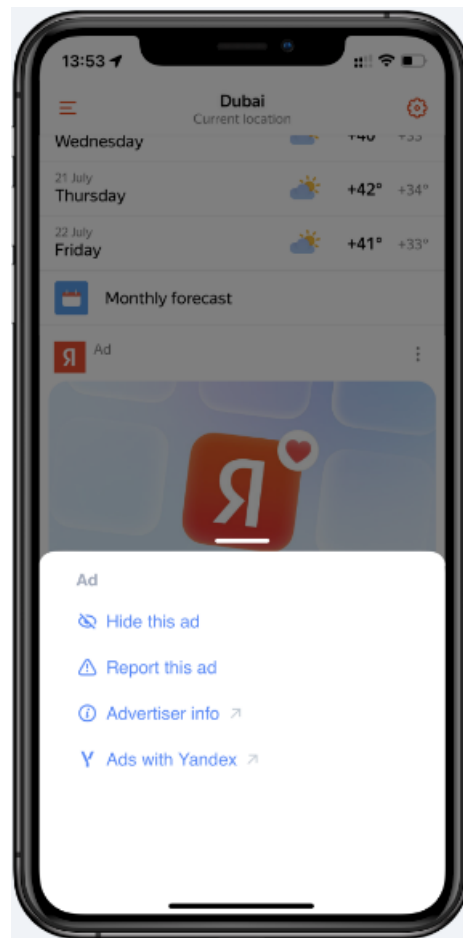 13:53
Dubai
Current location
Wednesday +40° +33°
21 July
Thursday +42° +34°
22 July
Friday +41° +33°
Monthly forecast
Я Ad
Я
Ad
Hide this ad
Report this ad
Advertiser info
Ads with Yandex